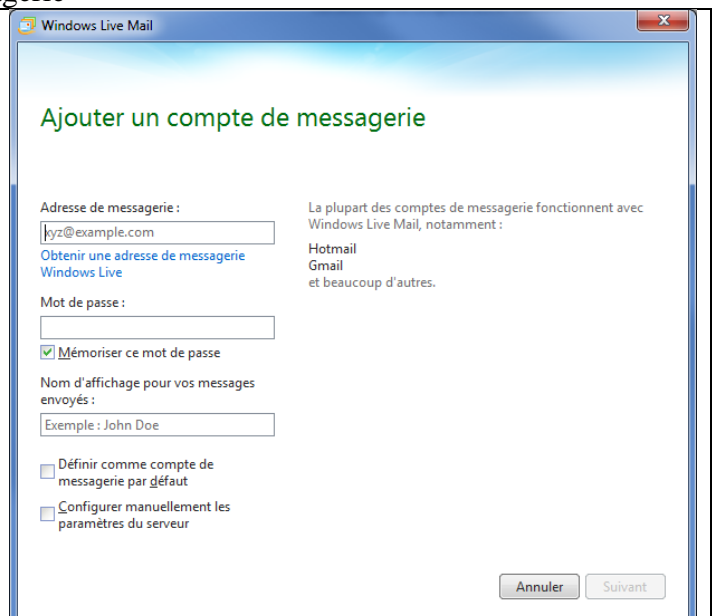 Windows Live Mail
Ajouter un compte de messagerie
Adresse de messagerie :
xyz@example.com
Obtenir une adresse de messagerie
Windows Live
Mot de passe :
Mémoriser ce mot de passe
Nom d'affichage pour vos messages
envoyés :
Exemple : John Doe
Définir comme compte de
messagerie par défaut
Configurer manuellement les
paramètres du serveur
La plupart des comptes de messagerie fonctionnent avec
Windows Live Mail, notamment :
Hotmail
Gmail
et beaucoup d'autres.
Annuler
Suivant